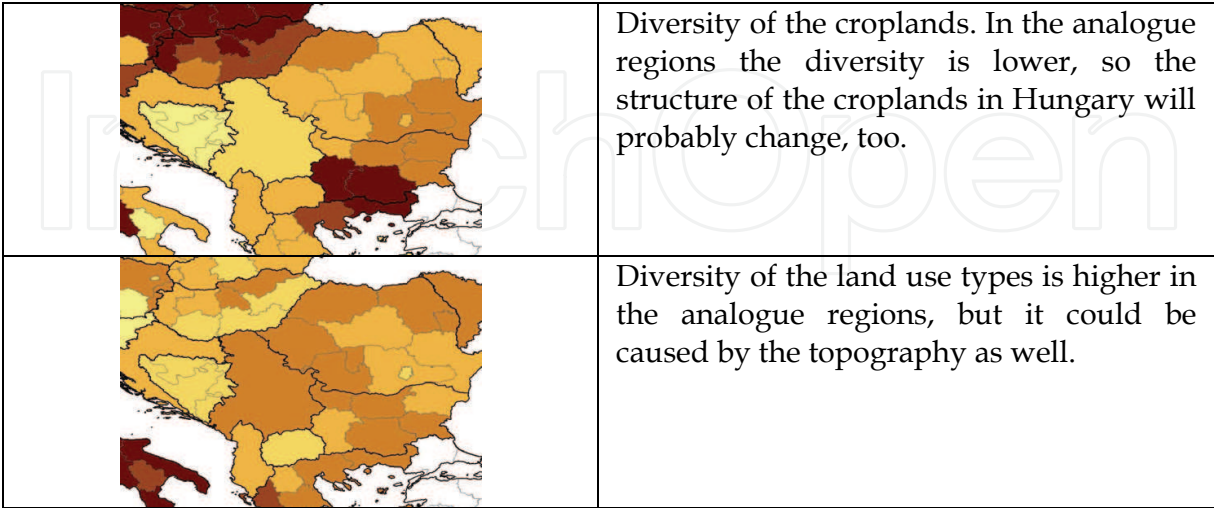 Diversity of the croplands. In the analogue
regions the diversity is lower, so the
structure of the croplands in Hungary will
probably change, too.
Diversity of the land use types is higher in
the analogue regions, but it could be
caused by the topography as well.